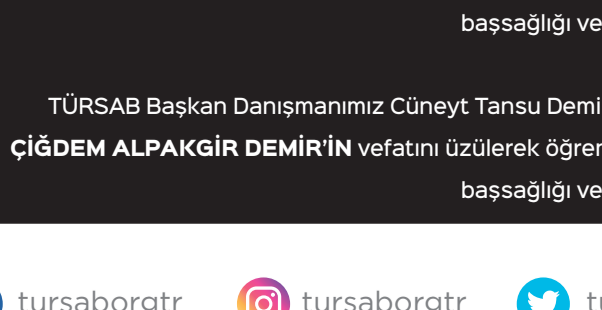 başsağlığı ve
TÜRSAB Başkan Danışmanımız Cüneyt Tansu Demi
ÇİĞDEM ALPAKGİR DEMİR’İN vefatını üzülerek öğren
başsağlığı ve
tursaborgtr tursaborgtr tu